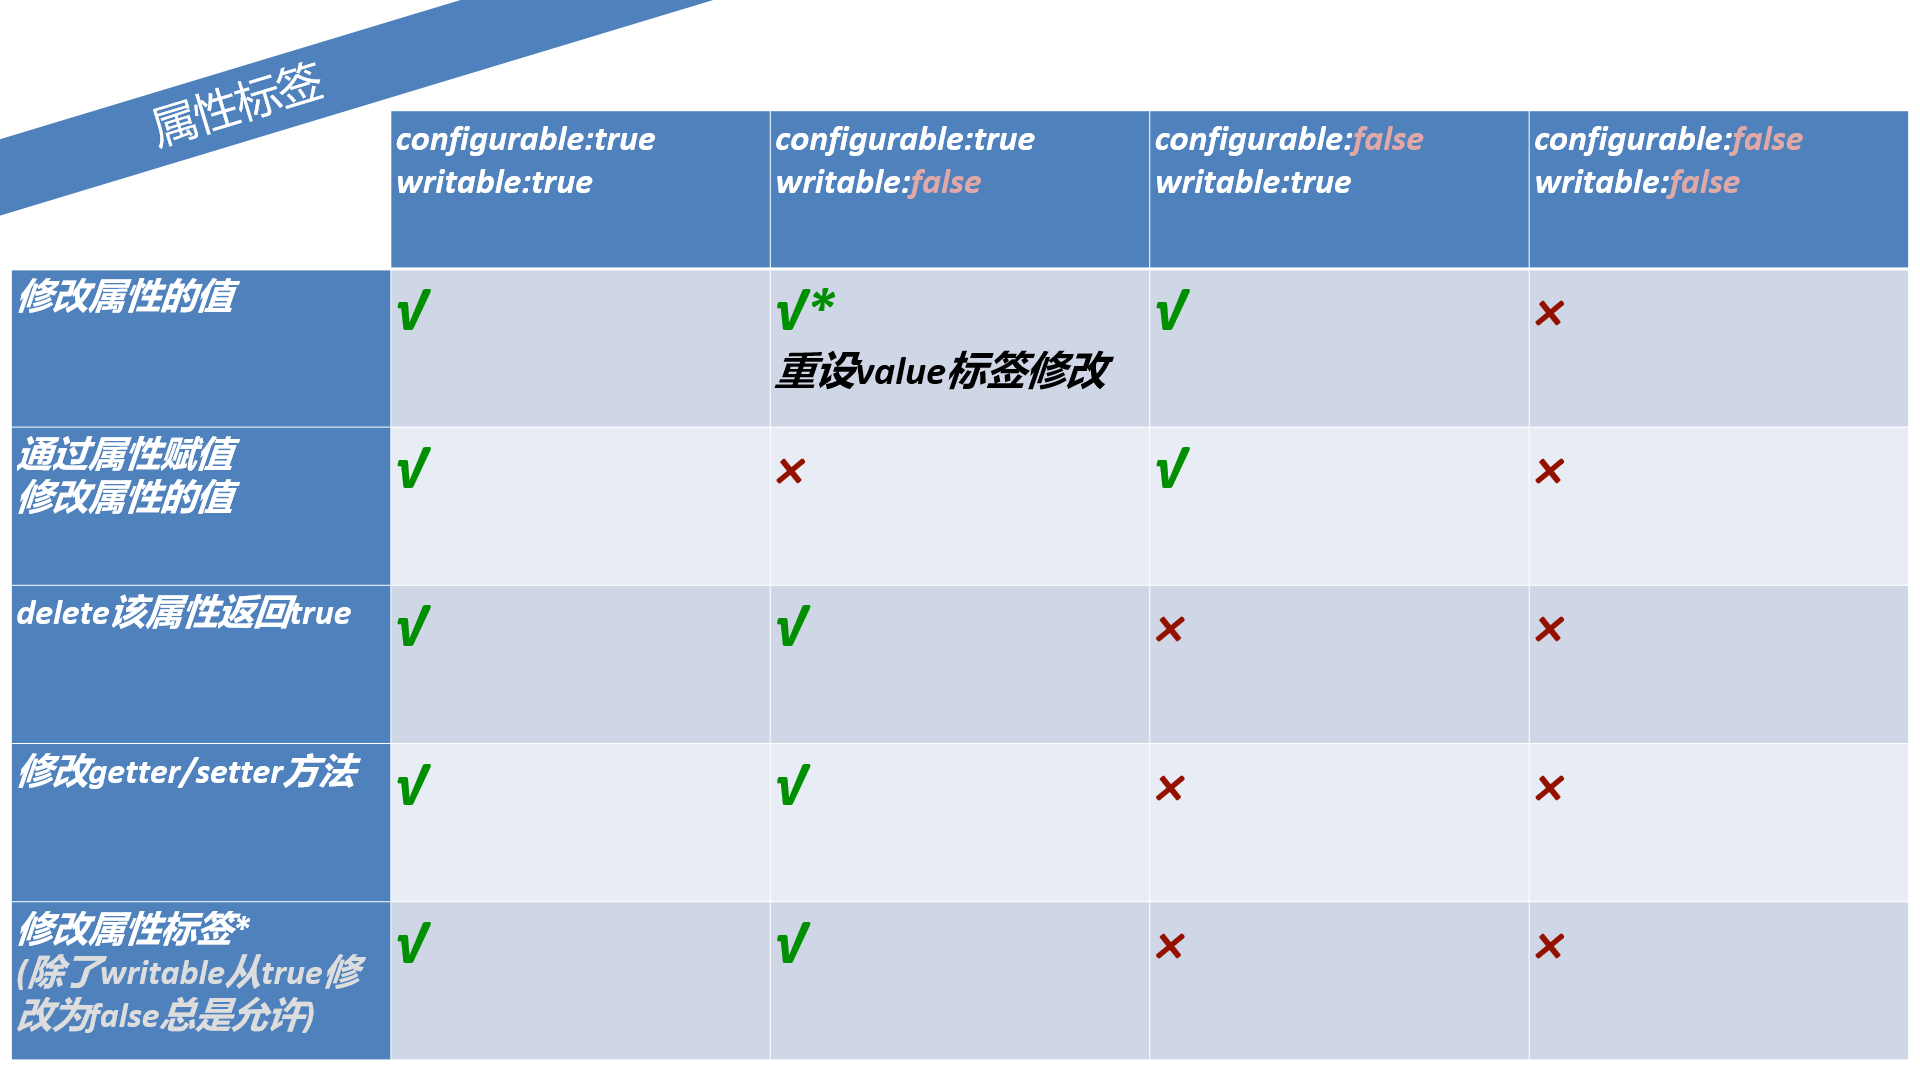 属性标签
configurable:true
writable:true
configurable:true
writable:false
configurable:false
writable:true
configurable:false
writable:false
修改属性的值
√
√*
重设value标签修改
√
×
通过属性赋值
修改属性的值
√
×
√
×
delete该属性返回true
√
√
×
×
修改getter/setter方法
√
√
×
×
修改属性标签*
(除了writable从true修
改为false总是允许)
√
√
×
×